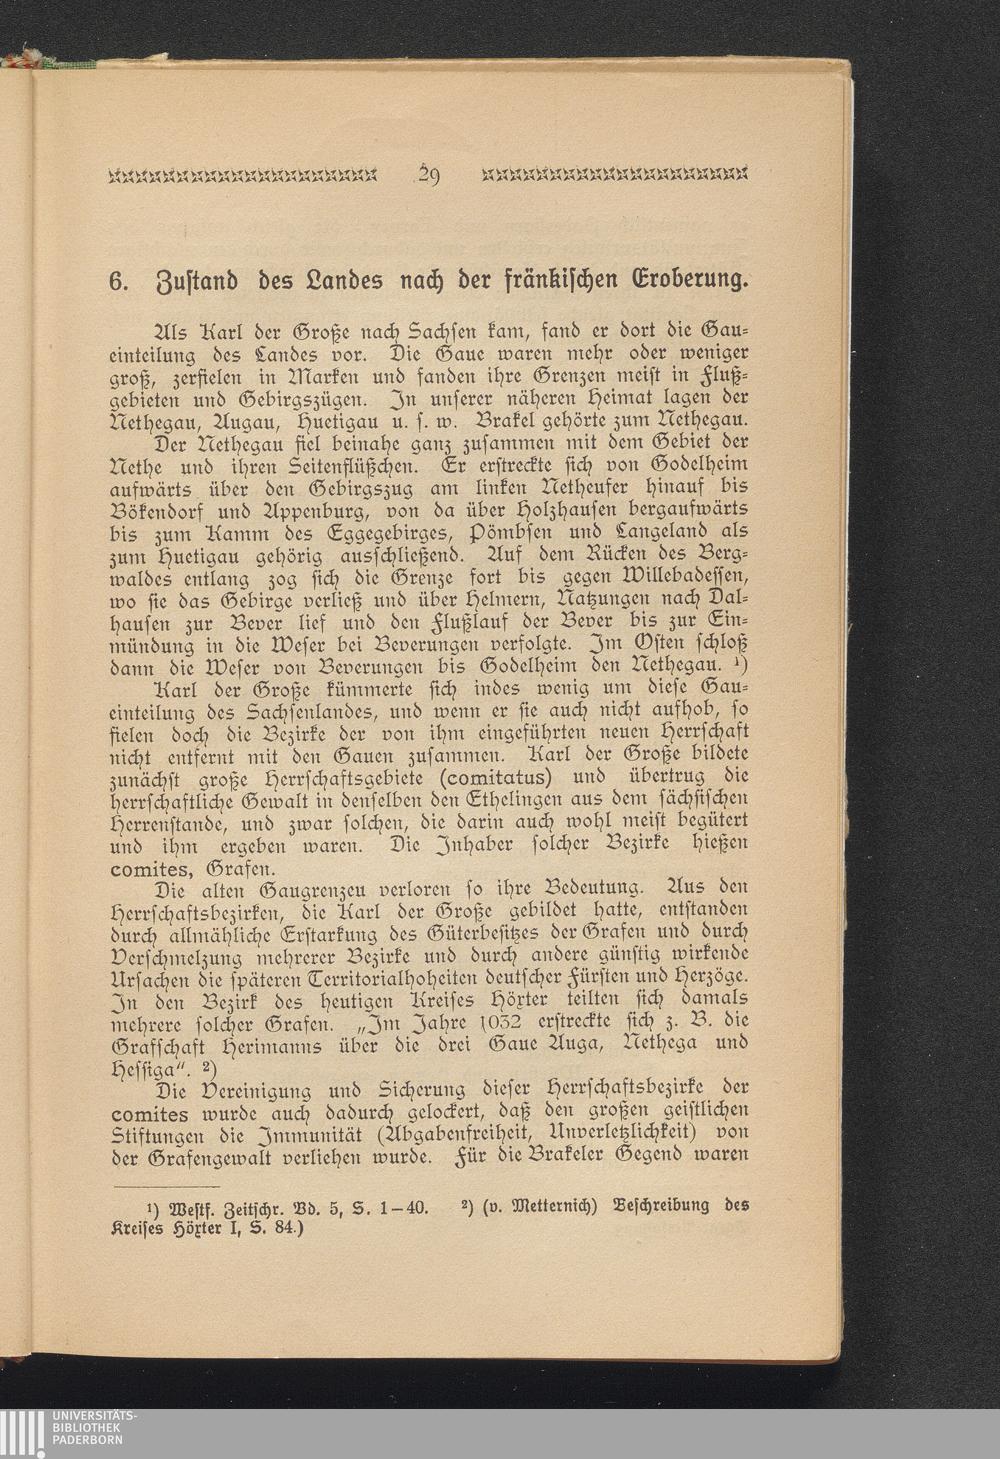 29
6. Zustand des Landes nach der fränkischen Eroberung.
Als Karl der Große nach Sachsen kam, fand er dort die Gau-
einteilung des Landes vor. Die Gaue waren mehr oder weniger
groß, zerfielen in Marken und fanden ihre Grenzen meist in Fluß-
gebieten und Gebirgszügen. In unserer näheren Heimat lagen der
Nethegau, Augau, Huetigau u. s. w. Brakel gehörte zum Nethegau.
Der Nethegau fiel beinahe ganz zusammen mit dem Gebiet der
Nethe und ihren Seitenflüßchen. Er erstreckte sich von Godelheim
aufwärts über den Gebirgszug am linken Netheufer hinauf bis
Bökendorf und Appenburg, von da über Holzhausen bergaufwärts
bis zum Kamm des Eggegebirges, Pömbsen und Langeland als
zum Huetigau gehörig ausschließend. Auf dem Rücken des Berg-
waldes entlang zog sich die Grenze fort bis gegen Willebadessen,
wo sie das Gebirge verließ und über Helmern, Natzungen nach Dal-
hausen zur Bever lief und den Flußlauf der Bever bis zur Ein-
mündung in die Weser bei Beverungen verfolgte. Im Osten schloß
dann die Weser von Beverungen bis Godelheim den Nethegau. ¹)
Karl der Große kümmerte sich indes wenig um diese Gau-
einteilung des Sachsenlandes, und wenn er sie auch nicht aufhob, so
fielen doch die Bezirke der von ihm eingeführten neuen Herrschaft
nicht entfernt mit den Gauen zusammen. Karl der Große bildete
zunächst große Herrschaftsgebiete (comitatus) und übertrug die
herrschaftliche Gewalt in denselben den Ethelingen aus dem sächsischen
Herrenstande, und zwar solchen, die darin auch wohl meist begütert
und ihm ergeben waren. Die Inhaber solcher Bezirke hießen
comites, Grafen.
Die alten Gaugrenzeu verloren so ihre Bedeutung. Aus den
Herrschaftsbezirken, die Karl der Große gebildet hatte, entstanden
durch allmähliche Erstarkung des Güterbesitzes der Grafen und durch
Verschmelzung mehrerer Bezirke und durch andere günstig wirkende
Ursachen die späteren Territorialhoheiten deutscher Fürsten und Herzöge.
In den Bezirk des heutigen Kreises Höxter teilten sich damals
mehrere solcher Grafen. „Im Jahre 1032 erstreckte sich z. B. die
Grafschaft Herimanns über die drei Gaue Auga, Nethega und
Hessiga“. ²)
Die Vereinigung und Sicherung dieser Herrschaftsbezirke der
comites wurde auch dadurch gelockert, daß den großen geistlichen
Stiftungen die Immunität (Abgabenfreiheit, Unverletzlichkeit) von
der Grafengewalt verliehen wurde. Für die Brakeler Gegend waren
¹) Westf. Zeitschr. Bd. 5, S. 1–40. ²) (v. Metternich) Beschreibung des
Kreises Höxter I, S. 84.)
UNIVERSITÄTS-
BIBLIOTHEK
PADERBORN